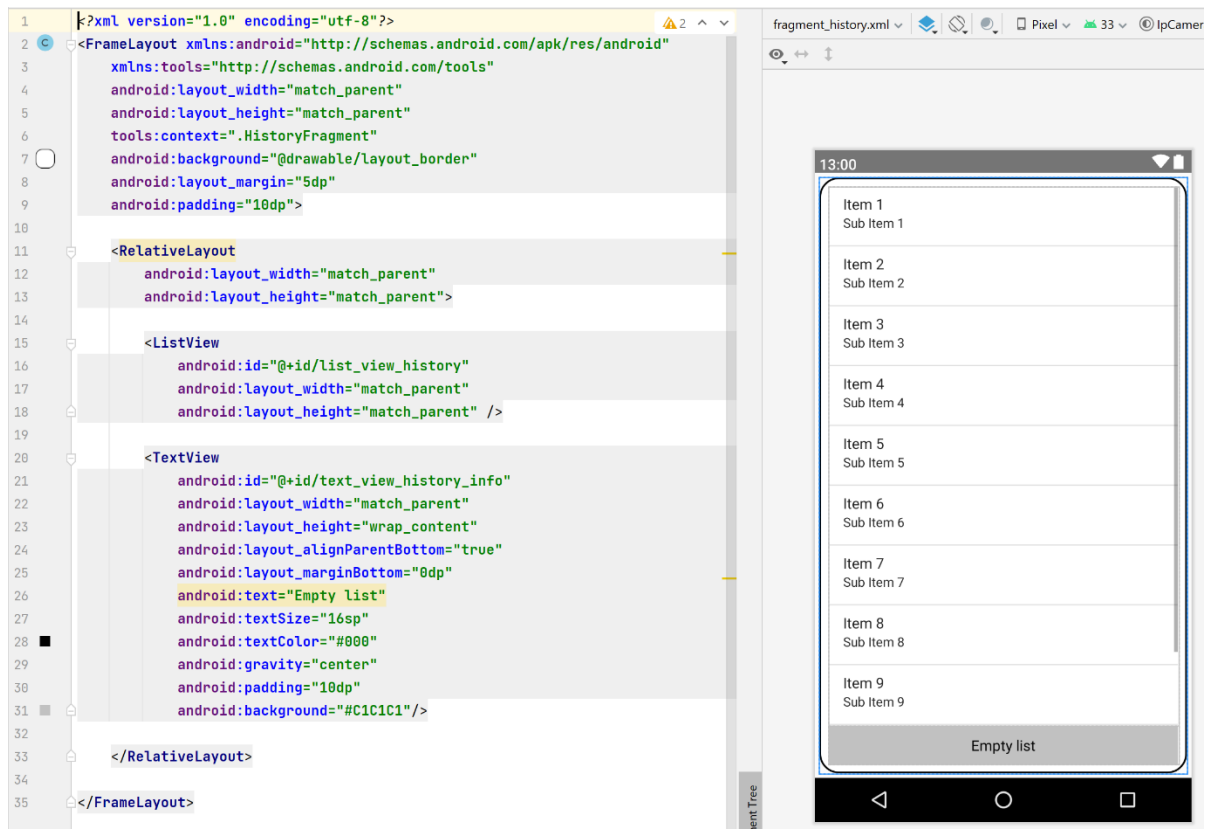 1 <?xml version="1.0" encoding="utf-8"?>
2 C <FrameLayout xmlns:android="http://schemas.android.com/apk/res/android"
3 xmlns:tools="http://schemas.android.com/tools"
4 android:layout_width="match_parent"
5 android:layout_height="match_parent"
6 tools:context=".HistoryFragment"
7 android:background="@drawable/layout_border"
8 android:layout_margin="5dp"
9 android:padding="10dp">
10
11 <RelativeLayout
12 android:layout_width="match_parent"
13 android:layout_height="match_parent">
14
15 <ListView
16 android:id="@+id/list_view_history"
17 android:layout_width="match_parent"
18 android:layout_height="match_parent" />
19
20 <TextView
21 android:id="@+id/text_view_history_info"
22 android:layout_width="match_parent"
23 android:layout_height="wrap_content"
24 android:layout_alignParentBottom="true"
25 android:layout_marginBottom="0dp"
26 android:text="Empty list"
27 android:textSize="16sp"
28 android:textColor="#000"
29 android:gravity="center"
30 android:padding="10dp"
31 android:background="#C1C1C1"/>
32
33 </RelativeLayout>
34
35 </FrameLayout>
2
fragment_history.xml Pixel 33 IpCamer
13:00
Item 1
Sub Item 1
Item 2
Sub Item 2
Item 3
Sub Item 3
Item 4
Sub Item 4
Item 5
Sub Item 5
Item 6
Sub Item 6
Item 7
Sub Item 7
Item 8
Sub Item 8
Item 9
Sub Item 9
Empty list
ent Tree